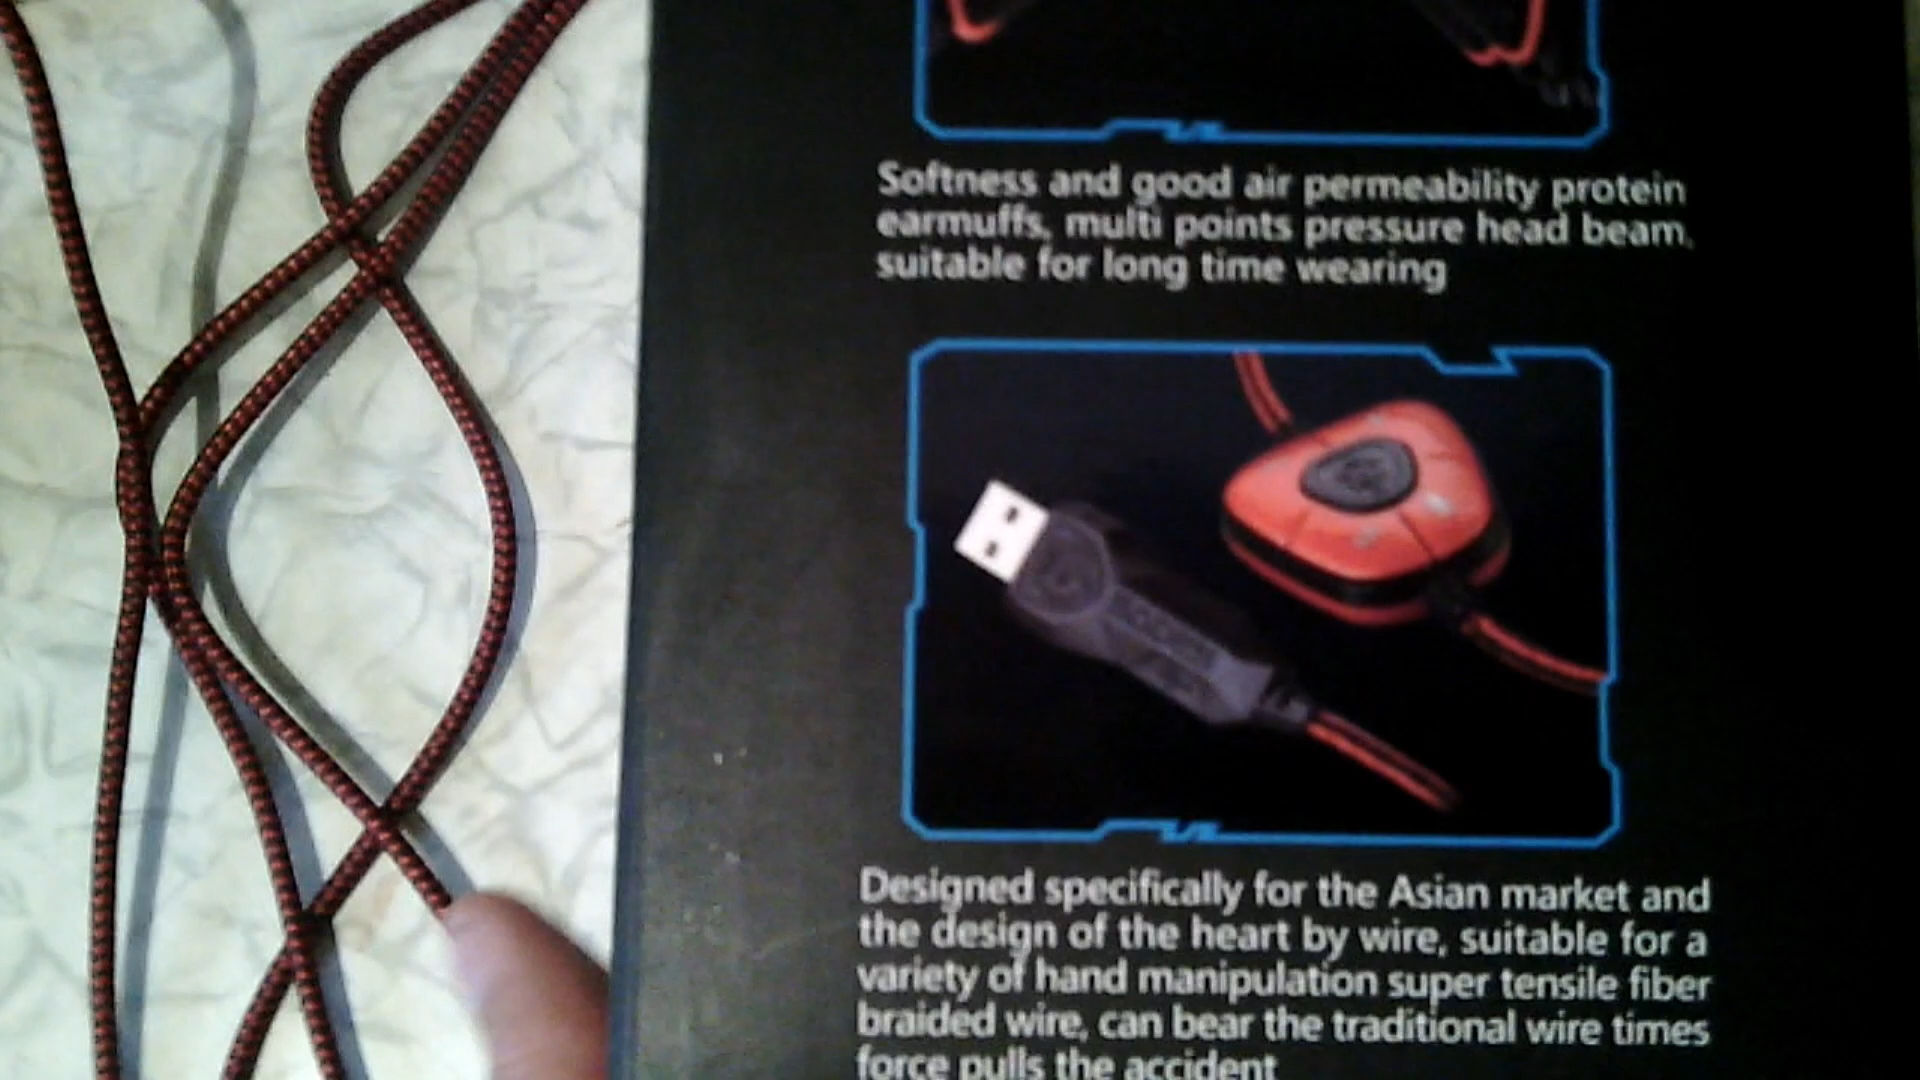 Softness and good air permeability protein
earmuffs, multi points pressure head beam,
suitable for long time wearing
Designed specifically for the Asian market and
the design of the heart by wire, suitable for a
variety of hand manipulation super tensile fiber
braided wire, can bear the traditional wire times
force pulls the accident